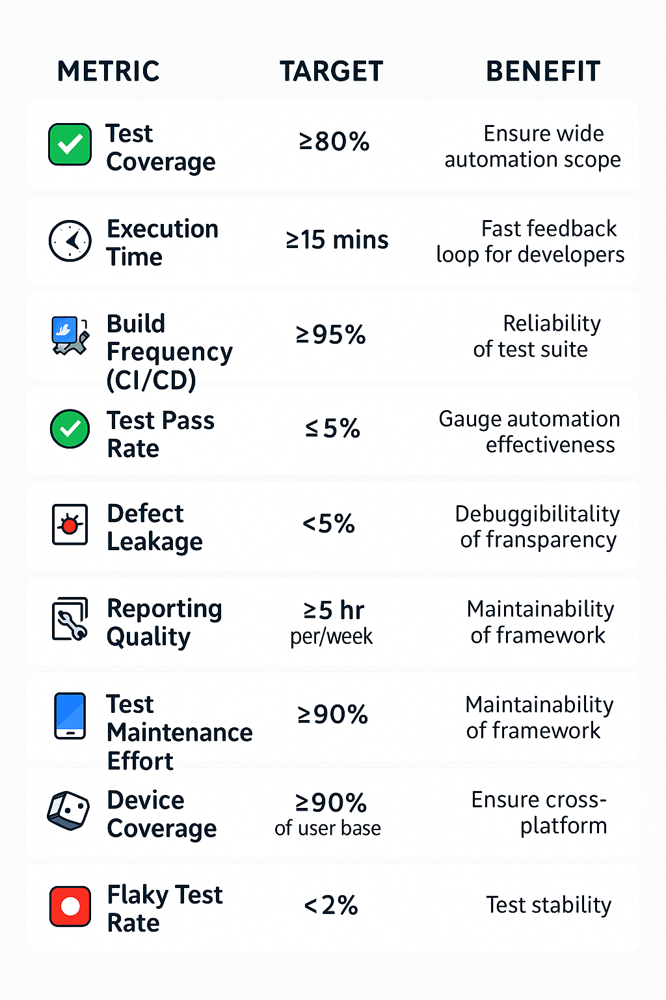 METRIC TARGET BENEFIT
Test Coverage ≥80% Ensure wide automation scope
Execution Time ≥15 mins Fast feedback loop for developers
Build Frequency (CI/CD) ≥95% Reliability of test suite
Test Pass Rate ≤5% Gauge automation effectiveness
Defect Leakage <5% Debuggibilitality of fransparency
Reporting Quality ≥5 hr per/week Maintainability of framework
Test Maintenance Effort ≥90% Maintainability of framework
Device Coverage ≥90% of user base Ensure cross-platform
Flaky Test Rate <2% Test stability